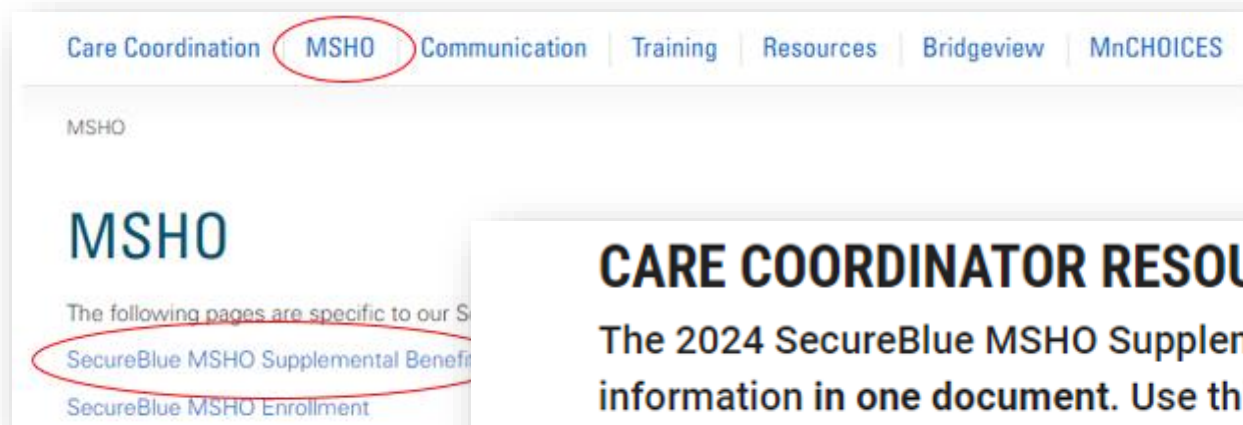 Care Coordination MSHO Communication Training Resources Bridgeview MnCHOICES
MSHO
MSHO
The following pages are specific to our
SecureBlue MSHO Supplemental
SecureBlue MSHO Enrollment
CARE COORDINATOR
The 2024 SecureBlue MSHO
information in one document. Use